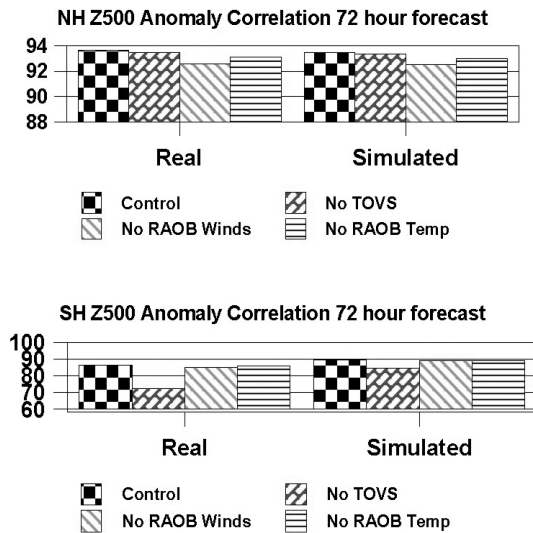 NH Z500 Anomaly Correlation 72 hour forecast
94
92
90
88
Real Simulated
Control No TOVS
No RAOB Winds No RAOB Temp
SH Z500 Anomaly Correlation 72 hour forecast
100
90
80
70
60
Real Simulated
Control No TOVS
No RAOB Winds No RAOB Temp